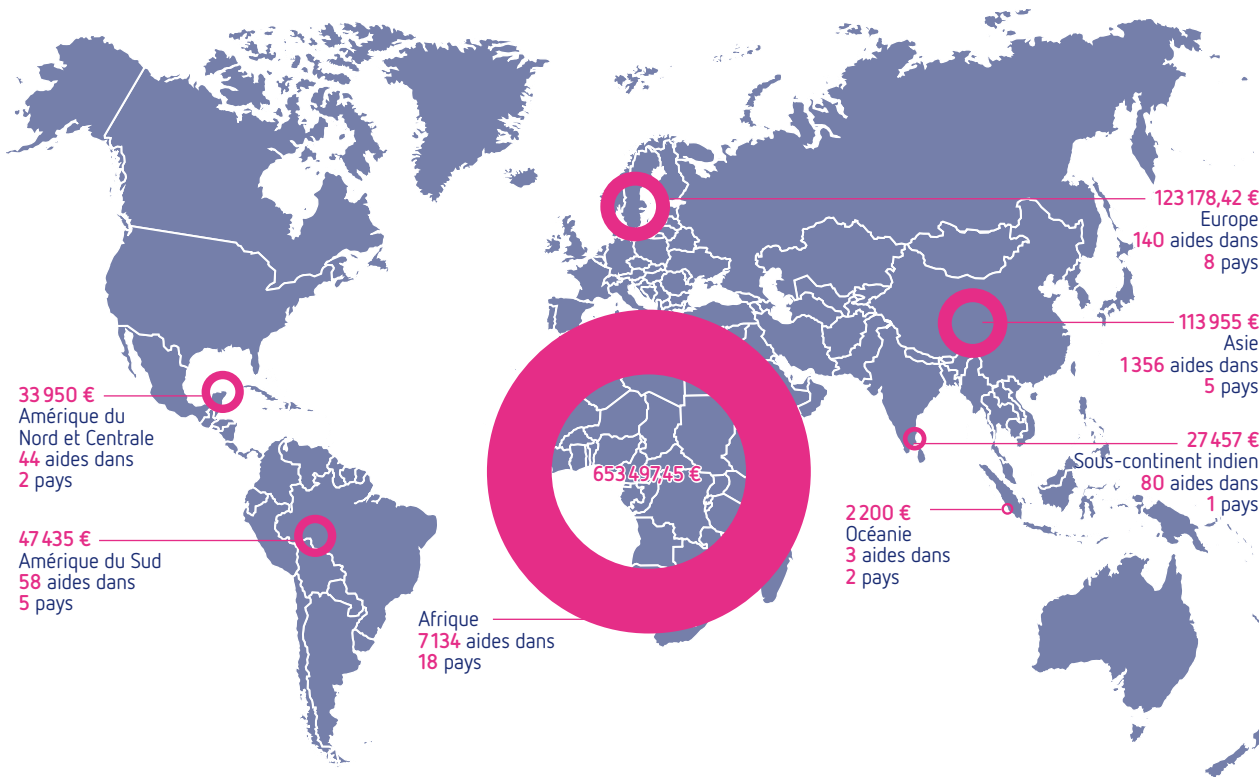 123 178,42 €
Europe
140 aides dans
8 pays
113 955 €
Asie
1 356 aides dans
5 pays
33 950 €
Amérique du
Nord et Centrale
44 aides dans
2 pays
27 457 €
Sous-continent indien
80 aides dans
1 pays
653 497,45 €
2 200 €
Océanie
3 aides dans
2 pays
47 435 €
Amérique du Sud
58 aides dans
5 pays
Afrique
7 134 aides dans
18 pays